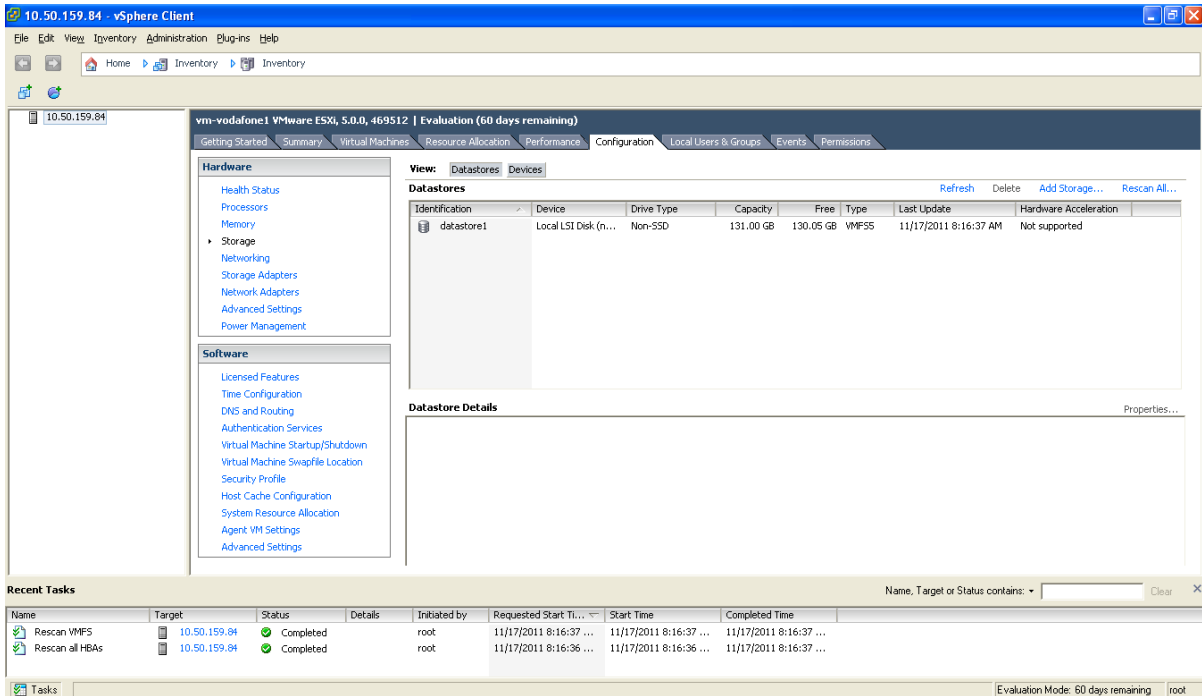 10.50.159.84 - vSphere Client
File Edit View Inventory Administration Plug-ins Help
Home Inventory Inventory
10.50.159.84
vm-vodafone1 VMware ESXi, 5.0.0, 469512 | Evaluation (60 days remaining)
Getting Started Summary Virtual Machines Resource Allocation Performance Configuration Local Users & Groups Events Permissions
Hardware
Health Status
Processors
Memory
Storage
Networking
Storage Adapters
Network Adapters
Advanced Settings
Power Management
Software
Licensed Features
Time Configuration
DNS and Routing
Authentication Services
Virtual Machine Startup/Shutdown
Virtual Machine Swapfile Location
Security Profile
Host Cache Configuration
System Resource Allocation
Agent VM Settings
Advanced Settings
View: Datastores Devices
Datastores Refresh Delete Add Storage... Rescan All...
Identification Device Drive Type Capacity Free Type Last Update Hardware Acceleration
datastore1 Local LSI Disk (n... Non-SSD 131.00 GB 130.05 GB VMFS5 11/17/2011 8:16:37 AM Not supported
Datastore Details Properties...
Recent Tasks Name, Target or Status contains: Clear
Name Target Status Details Initiated by Requested Start Ti... Start Time Completed Time
Rescan VMFS 10.50.159.84 Completed root 11/17/2011 8:16:37 ... 11/17/2011 8:16:37 ... 11/17/2011 8:16:37 ...
Rescan all HBAs 10.50.159.84 Completed root 11/17/2011 8:16:36 ... 11/17/2011 8:16:36 ... 11/17/2011 8:16:37 ...
Tasks Evaluation Mode: 60 days remaining root